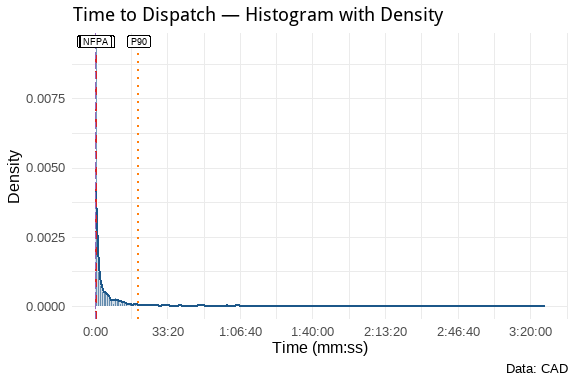 Time to Dispatch — Histogram with Density
NFPA
P90
0.0075
0.0050
0.0025
0.0000
Density
0:00
33:20
1:06:40
1:40:00
2:13:20
2:46:40
3:20:00
Time (mm:ss)
Data: CAD